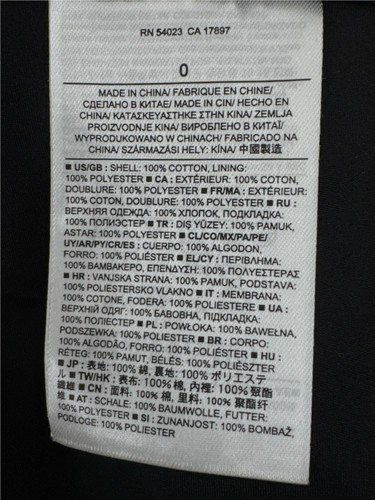 RN 54023 CA 17897
0
MADE IN CHINA/ FABRIQUE EN CHINE/
СДЕЛАНО В КИТАЕ/ MADE IN CIN/ HECHO EN
CHINA/ ΚΑΤΑΣΚΕΥΑΣΤΗΚΕ ΣΤΗΝ ΚΙΝΑ/ ZEMLJA
PROIZVODNJE KINA/ ВИРОБЛЕНО В КИТАЇ/
WYPRODUKOWANO W CHINACH/ FABRICADO NA
CHINA/ SZÁRMAZÁSI HELY: KÍNA/ 中國製造
■ US/GB : SHELL: 100% COTTON, LINING:
100% POLYESTER ■ CA : EXTÉRIEUR: 100% COTON,
DOUBLURE: 100% POLYESTER ■ FR/MA : EXTÉRIEUR:
100% COTON, DOUBLURE: 100% POLYESTER ■ RU :
ВЕРХНЯЯ ОДЕЖДА: 100% ХЛОПОК, ПОДКЛАДКА:
100% ПОЛИЭСТЕР ■ TR : DIŞ YÜZEY: 100% PAMUK,
ASTAR: 100% POLYESTER ■ CL/CO/MX/PA/PE/
UY/AR/PY/CR/ES : CUERPO: 100% ALGODON,
FORRO: 100% POLIÉSTER ■ EL/CY : ΠΕΡΙΒΛΗΜΑ:
100% ΒΑΜΒΑΚΕΡΟ, ΕΠΕΝΔΥΣΗ: 100% ΠΟΛΥΕΣΤΕΡΑΣ
■ HR : VANJSKA STRANA: 100% PAMUK, PODSTAVA:
100% POLIESTERSKO VLAKNO ■ IT : MEMBRANA:
100% COTONE, FODERA: 100% POLIESTERE ■ UA :
ВЕРХНІЙ ОДЯГ: 100% БАВОВНА, ПІДКЛАДКА:
100% ПОЛІЕСТЕР ■ PL : POWŁOKA: 100% BAWEŁNA,
PODSZEWKA: 100% POLIESTER ■ BR : CORPO:
100% ALGODÃO, FORRO: 100% POLIÉSTER ■ HU :
RÉTEG: 100% PAMUT, BÉLÉS: 100% POLIÉSZTER
■ JP : 表地: 100% 綿, 裏地: 100% ポリエステ
ル ■ TW/HK : 表布: 100% 棉, 內裡: 100% 聚酯
纖維 ■ CN : 面料: 100% 棉, 里料: 100% 聚酯纤
维 ■ AT : SCHALE: 100% BAUMWOLLE, FUTTER:
100% POLYESTER ■ SI : ZUNANJOST: 100% BOMBAŽ,
PODLOGE: 100% POLIESTER